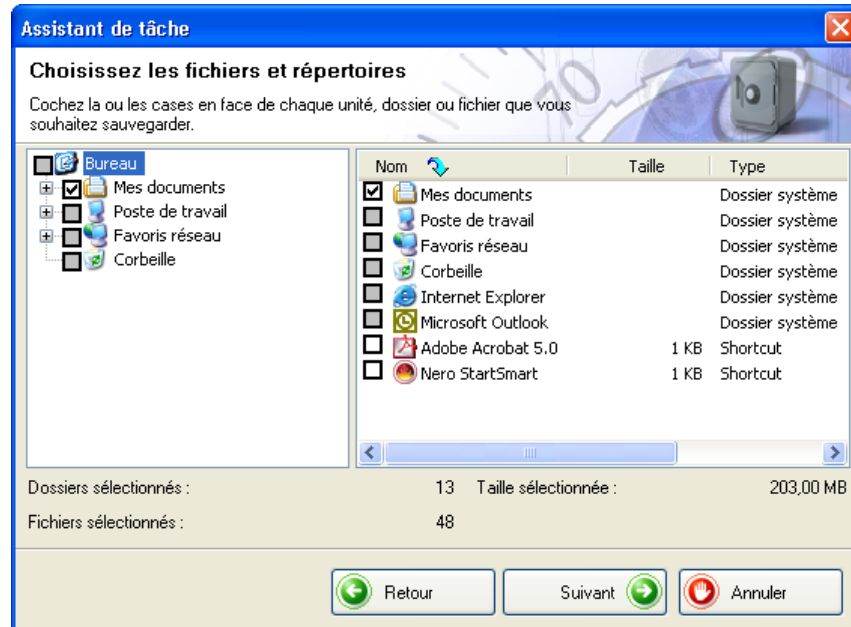 Assistant de tâche
Choisissez les fichiers et répertoires
Cochez la ou les cases en face de chaque unité, dossier ou fichier que vous
souhaitez sauvegarder.
70
Bureau
Mes documents
Poste de travail
Favoris réseau
Corbeille
Nom Taille Type
Mes documents Dossier système
Poste de travail Dossier système
Favoris réseau Dossier système
Corbeille Dossier système
Internet Explorer Dossier système
Microsoft Outlook Dossier système
Adobe Acrobat 5.0 1 KB Shortcut
Nero StartSmart 1 KB Shortcut
Dossiers sélectionnés : 13 Taille sélectionnée : 203,00 MB
Fichiers sélectionnés : 48
Retour Suivant Annuler